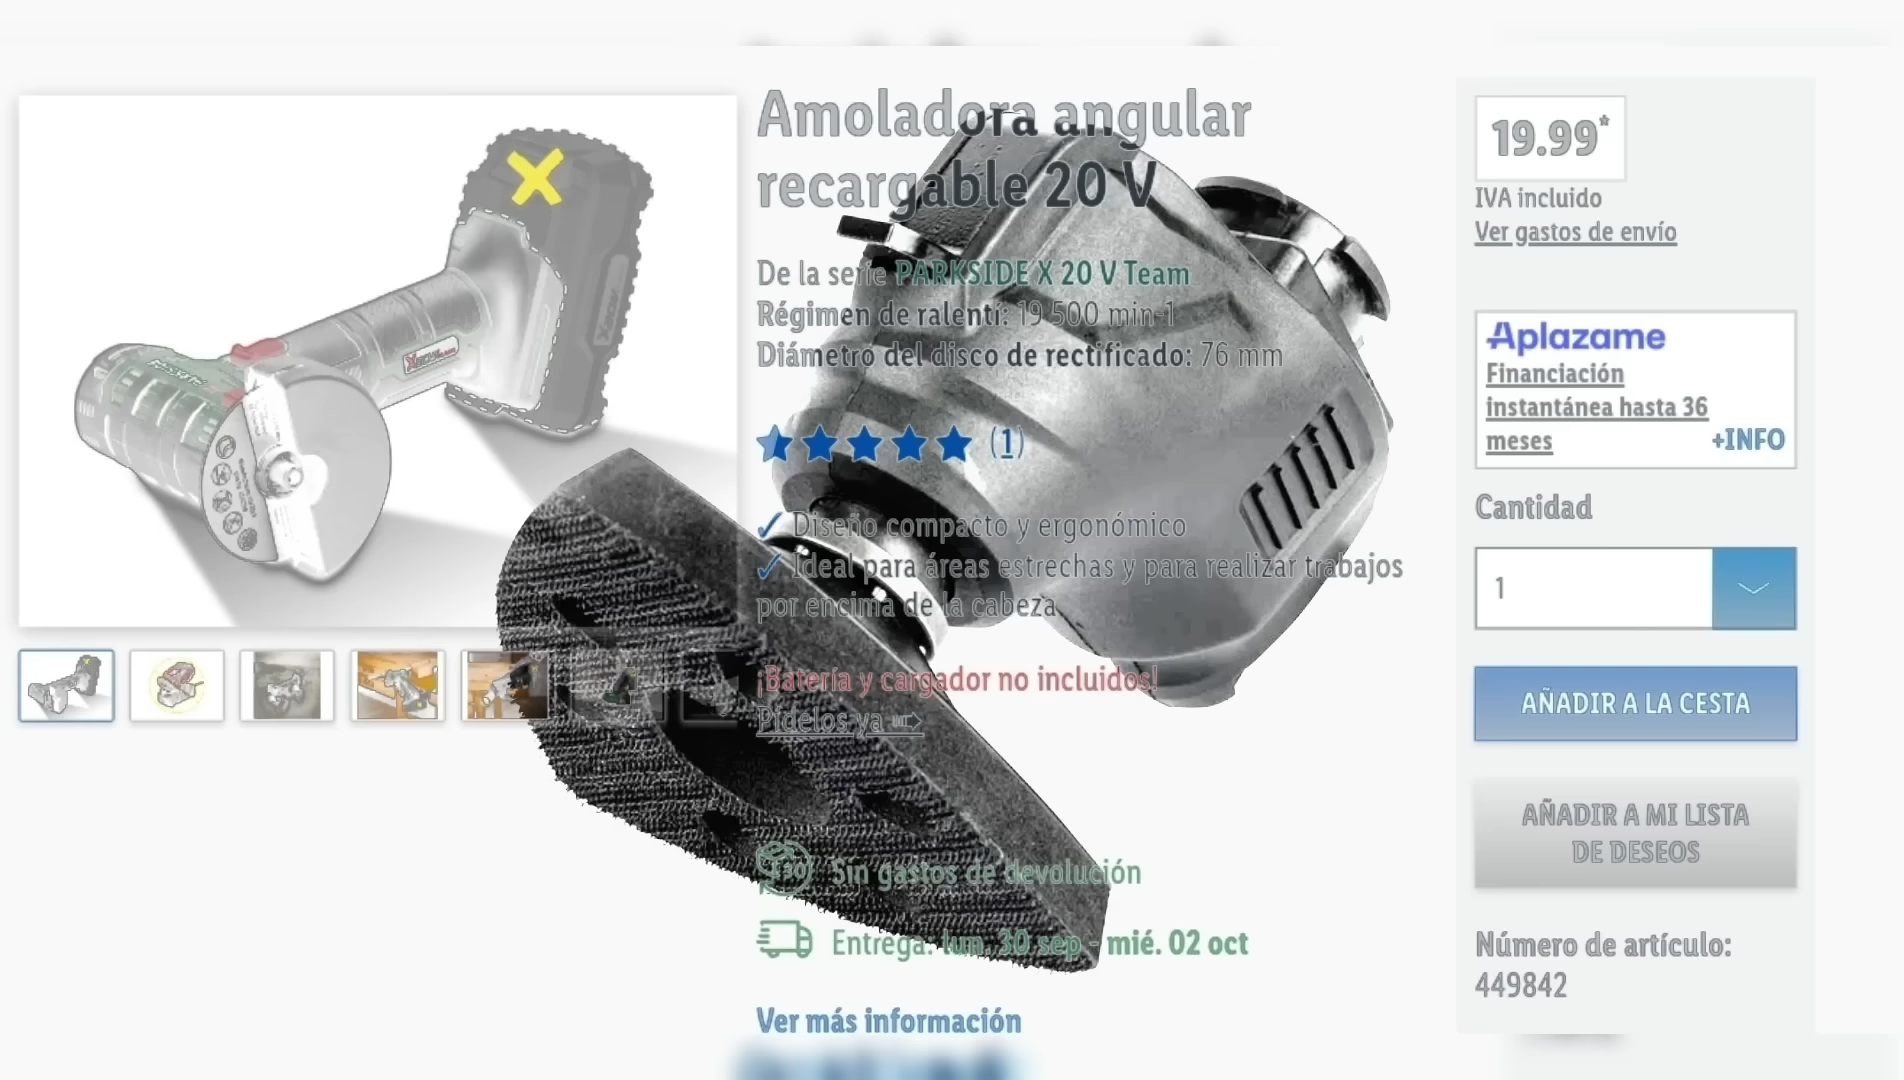 Amoladora angular
recargable 20 V
De la serie PARKSIDE X 20 V Team
Régimen de ralentí: 19 500 min-1
Diámetro del disco de rectificado: 76 mm
(1)
Diseño compacto y ergonómico
Ideal para áreas estrechas y para realizar trabajos
por encima de la cabeza
¡Batería y cargador no incluidos!
Pídelos ya
30
Sin gastos de devolución
Entrega: lun. 30 sep - mié. 02 oct
Ver más información
19.99*
IVA incluido
Ver gastos de envío
Aplazame
Financiación
instantánea hasta 36
meses
+INFO
Cantidad
1
AÑADIR A LA CESTA
AÑADIR A MI LISTA
DE DESEOS
Número de artículo:
449842